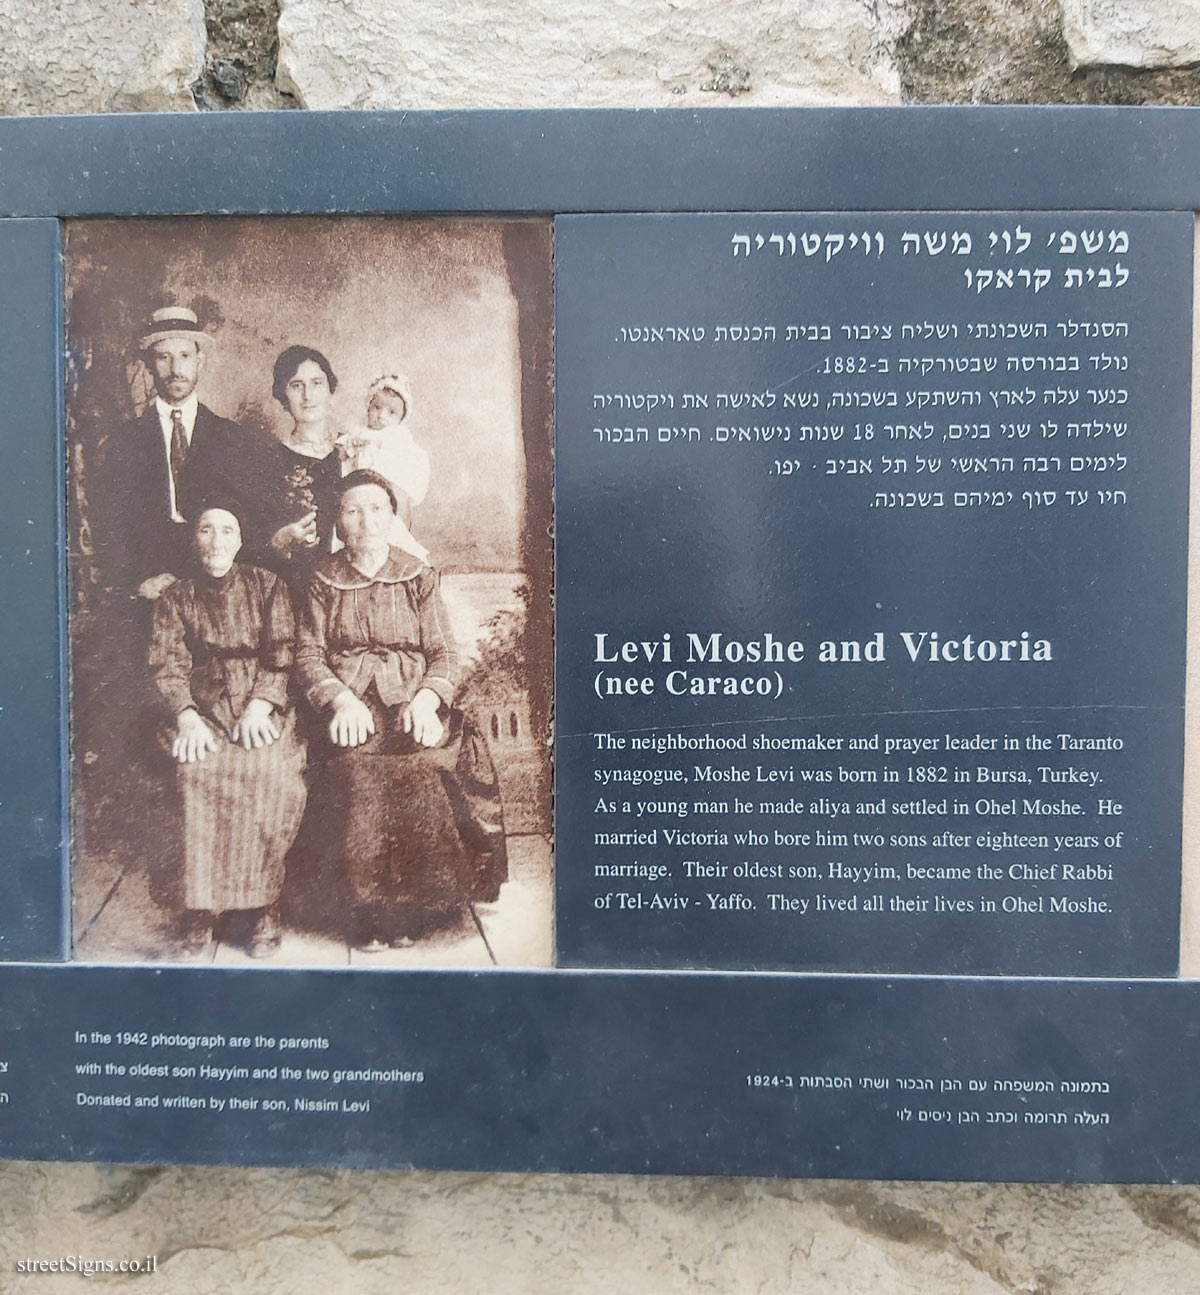 משפ׳ לוי משה וויקטוריה
לבית קראקו
הסנדלר השכונתי ושליח ציבור בבית הכנסת טאראנטו.
נולד בבורסה שבטורקיה ב-1882.
כנער עלה לארץ והשתקע בשכונה, נשא לאישה את ויקטוריה
שילדה לו שני בנים, לאחר 18 שנות נישואים. חיים הבכור
לימים רבה הראשי של תל אביב - יפו.
חיו עד סוף ימיהם בשכונה.
Levi Moshe and Victoria
(nee Caraco)
The neighborhood shoemaker and prayer leader in the Taranto
synagogue, Moshe Levi was born in 1882 in Bursa, Turkey.
As a young man he made aliya and settled in Ohel Moshe. He
married Victoria who bore him two sons after eighteen years of
marriage. Their oldest son, Hayyim, became the Chief Rabbi
of Tel-Aviv - Yaffo. They lived all their lives in Ohel Moshe.
In the 1942 photograph are the parents
with the oldest son Hayyim and the two grandmothers
Donated and written by their son, Nissim Levi
בתמונה המשפחה עם הבן הבכור ושתי הסבתות ב-1924
העלה תרומה וכתב הבן ניסים לוי
streetSigns.co.il